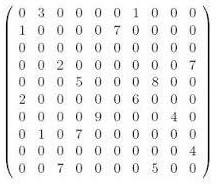 0 3 0 0 0 0 1 0 0 0
1 0 0 0 0 7 0 0 0 0
0 0 0 0 0 0 0 0 0 0
0 0 2 0 0 0 0 0 0 7
0 0 0 5 0 0 0 8 0 0
2 0 0 0 0 0 6 0 0 0
0 0 0 0 9 0 0 0 4 0
0 1 0 7 0 0 0 0 0 0
0 0 0 0 0 0 0 0 0 4
0 0 7 0 0 0 0 5 0 0